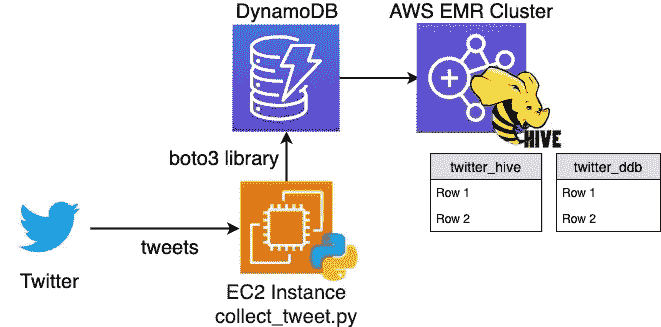 DynamoDB
AWS EMR Cluster
HIVE
boto3 library
twitter_hive
twitter_ddb
Row 1
Row 1
Row 2
Row 2
tweets
Twitter
EC2 Instance
collect_tweet.py